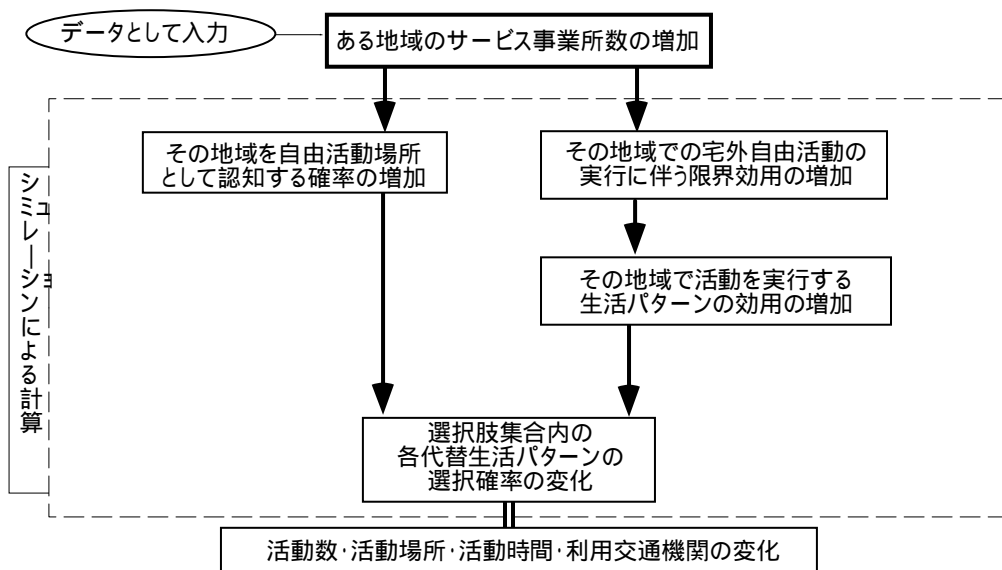 データとして入力
ある地域のサービス事業所数の増加
その地域を自由活動場所
として認知する確率の増加
その地域での宅外自由活動の
実行に伴う限界効用の増加
その地域で活動を実行する
生活パターンの効用の増加
シミュレーションによる計算
選択肢集合内の
各代替生活パターンの
選択確率の変化
活動数･活動場所･活動時間･利用交通機関の変化